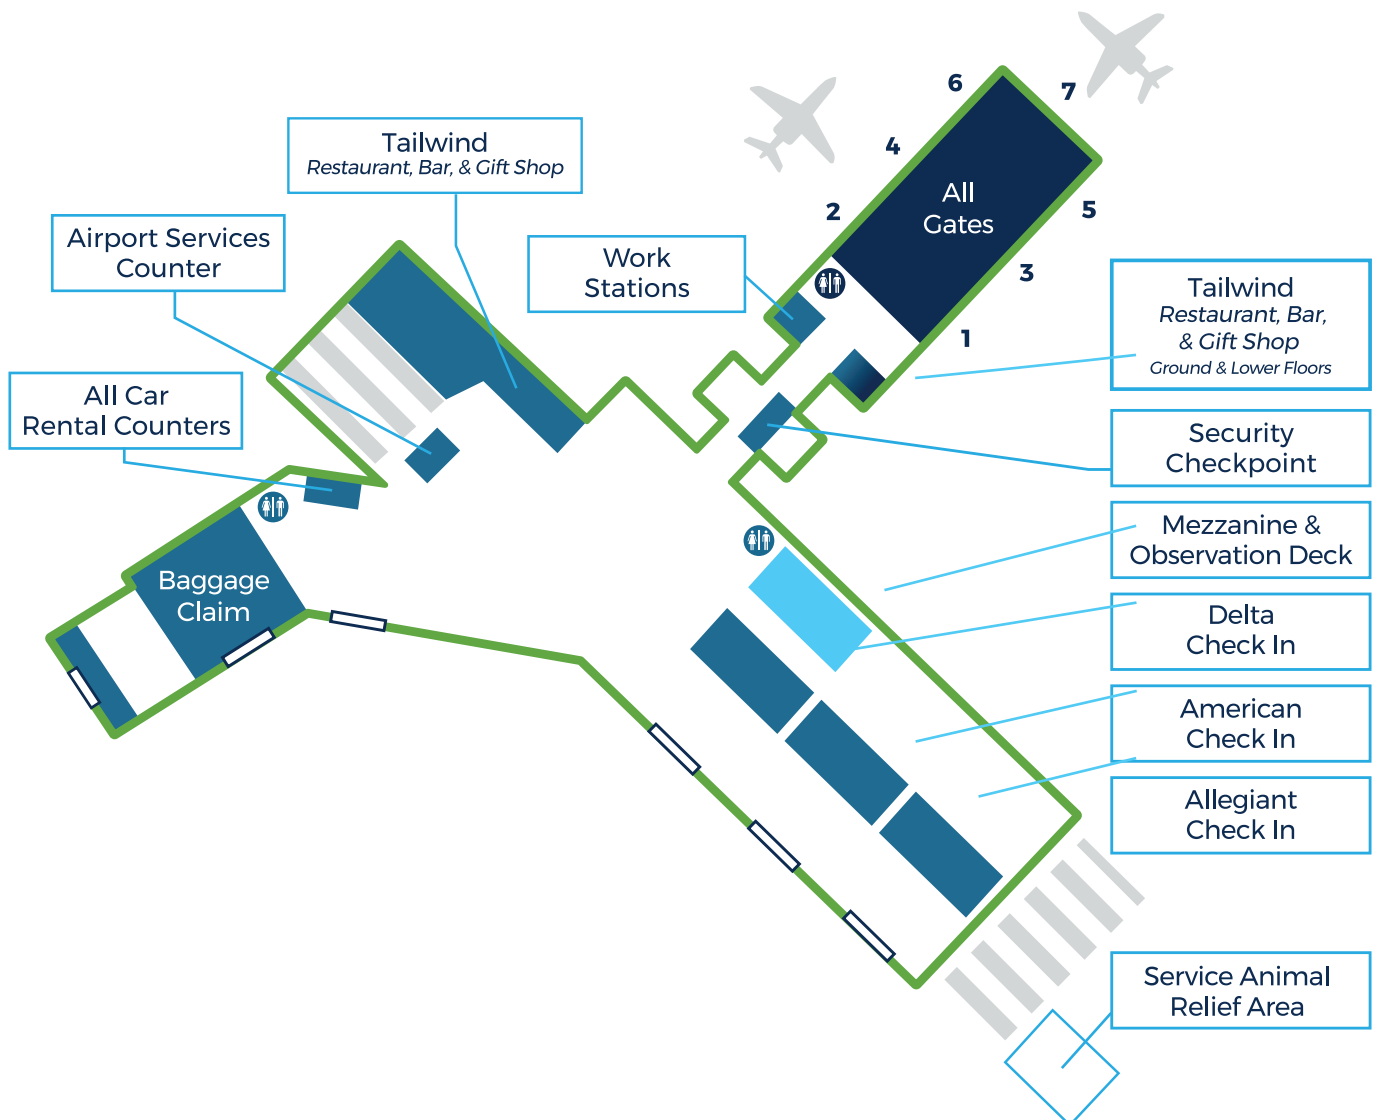 6
7
Tailwind
Restaurant, Bar, & Gift Shop
4
All
Gates
2
5
Airport Services
Counter
Work
Stations
3
Tailwind
Restaurant, Bar,
& Gift Shop
Ground & Lower Floors
1
All Car
Rental Counters
Security
Checkpoint
Mezzanine &
Observation Deck
Baggage
Claim
Delta
Check In
American
Check In
Allegiant
Check In
Service Animal
Relief Area